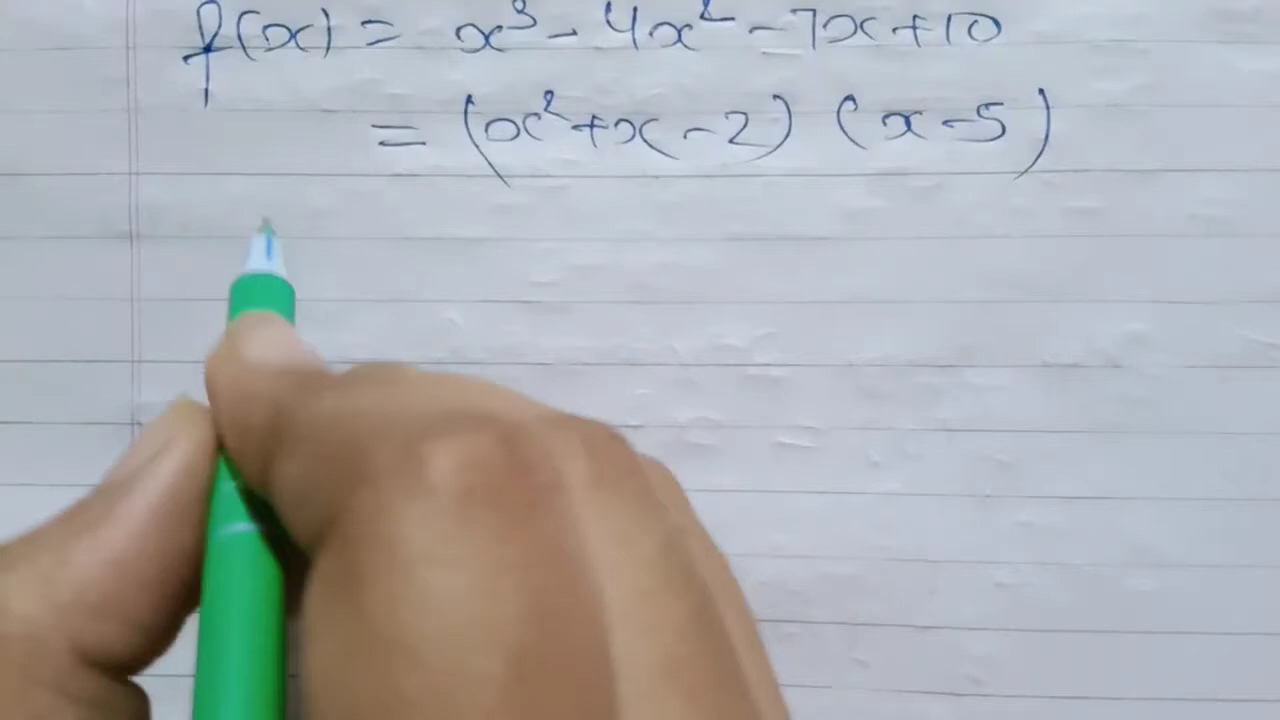 f(x) = x³ - 4x² - 7x + 10
= (x² + x - 2) (x - 5)